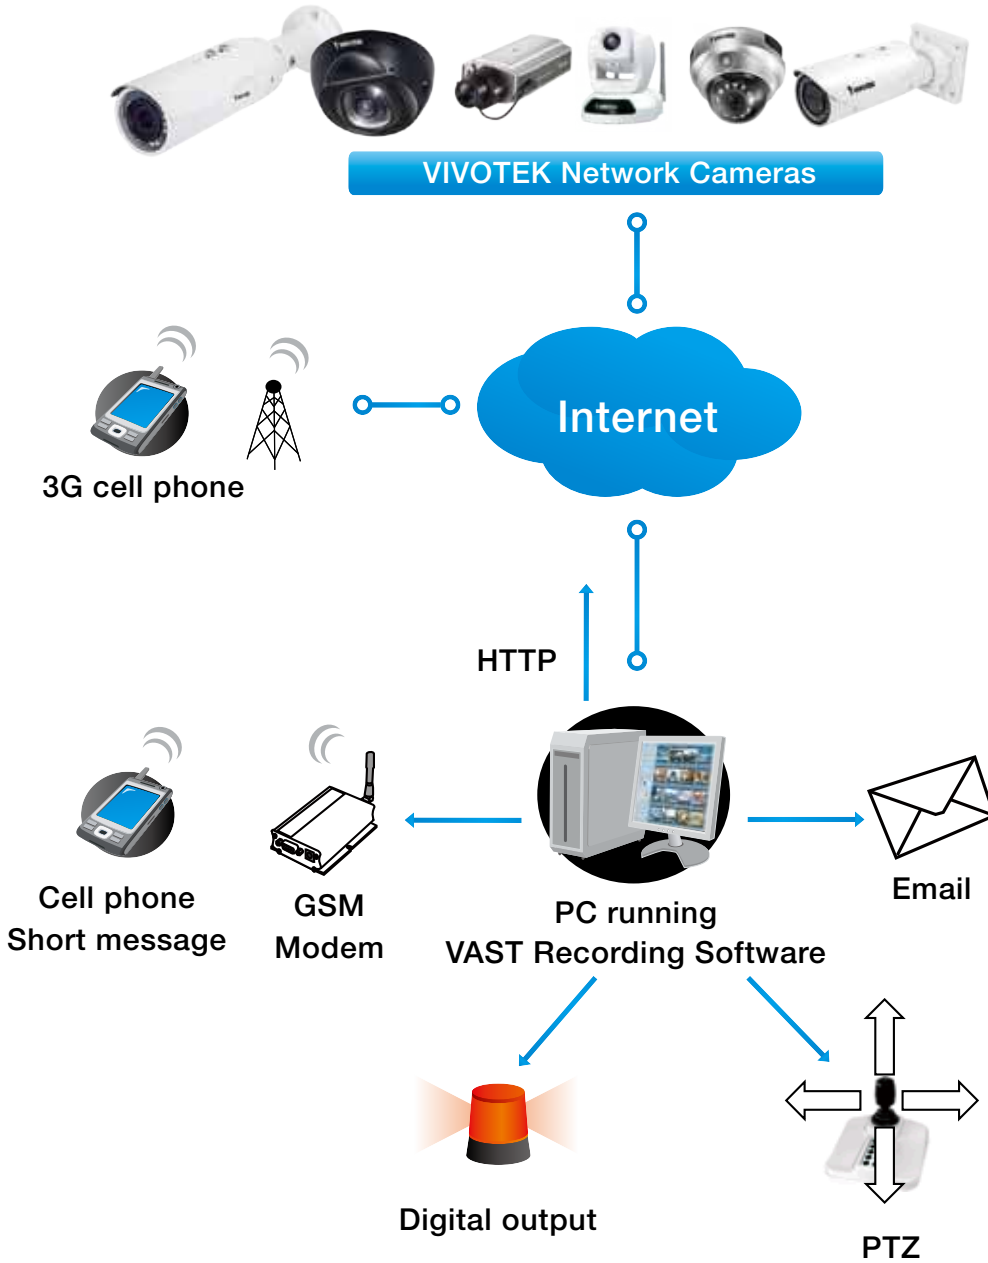 VIVOTEK Network Cameras
Internet
3G cell phone
HTTP
Cell phone
Short message
GSM
Modem
PC running
VAST Recording Software
Email
Digital output
PTZ